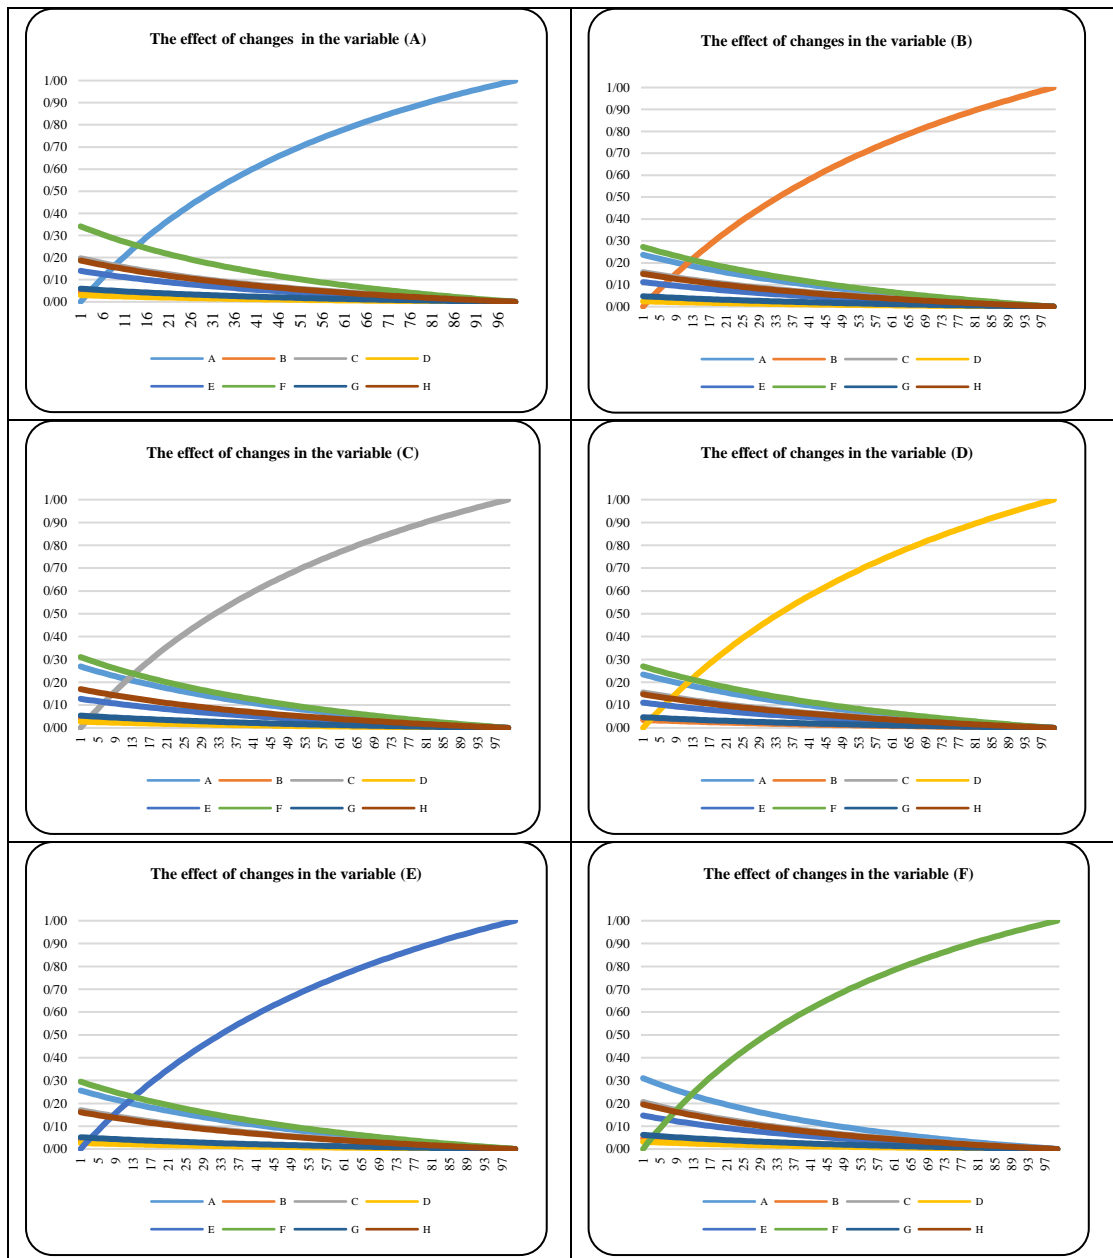 The effect of changes in the variable (A)
1/00
0/90
0/80
0/70
0/60
0/50
0/40
0/30
0/20
0/10
0/00
1 6 11 16 21 26 31 36 41 46 51 56 61 66 71 76 81 86 91 96
A B C D
E F G H
The effect of changes in the variable (B)
1/00
0/90
0/80
0/70
0/60
0/50
0/40
0/30
0/20
0/10
0/00
1 5 9 13 17 21 25 29 33 37 41 45 49 53 57 61 65 69 73 77 81 85 89 93 97
A B C D
E F G H
The effect of changes in the variable (C)
1/00
0/90
0/80
0/70
0/60
0/50
0/40
0/30
0/20
0/10
0/00
1 5 9 13 17 21 25 29 33 37 41 45 49 53 57 61 65 69 73 77 81 85 89 93 97
A B C D
E F G H
The effect of changes in the variable (D)
1/00
0/90
0/80
0/70
0/60
0/50
0/40
0/30
0/20
0/10
0/00
1 5 9 13 17 21 25 29 33 37 41 45 49 53 57 61 65 69 73 77 81 85 89 93 97
A B C D
E F G H
The effect of changes in the variable (E)
1/00
0/90
0/80
0/70
0/60
0/50
0/40
0/30
0/20
0/10
0/00
1 5 9 13 17 21 25 29 33 37 41 45 49 53 57 61 65 69 73 77 81 85 89 93 97
A B C D
E F G H
The effect of changes in the variable (F)
1/00
0/90
0/80
0/70
0/60
0/50
0/40
0/30
0/20
0/10
0/00
1 5 9 13 17 21 25 29 33 37 41 45 49 53 57 61 65 69 73 77 81 85 89 93 97
A B C D
E F G H